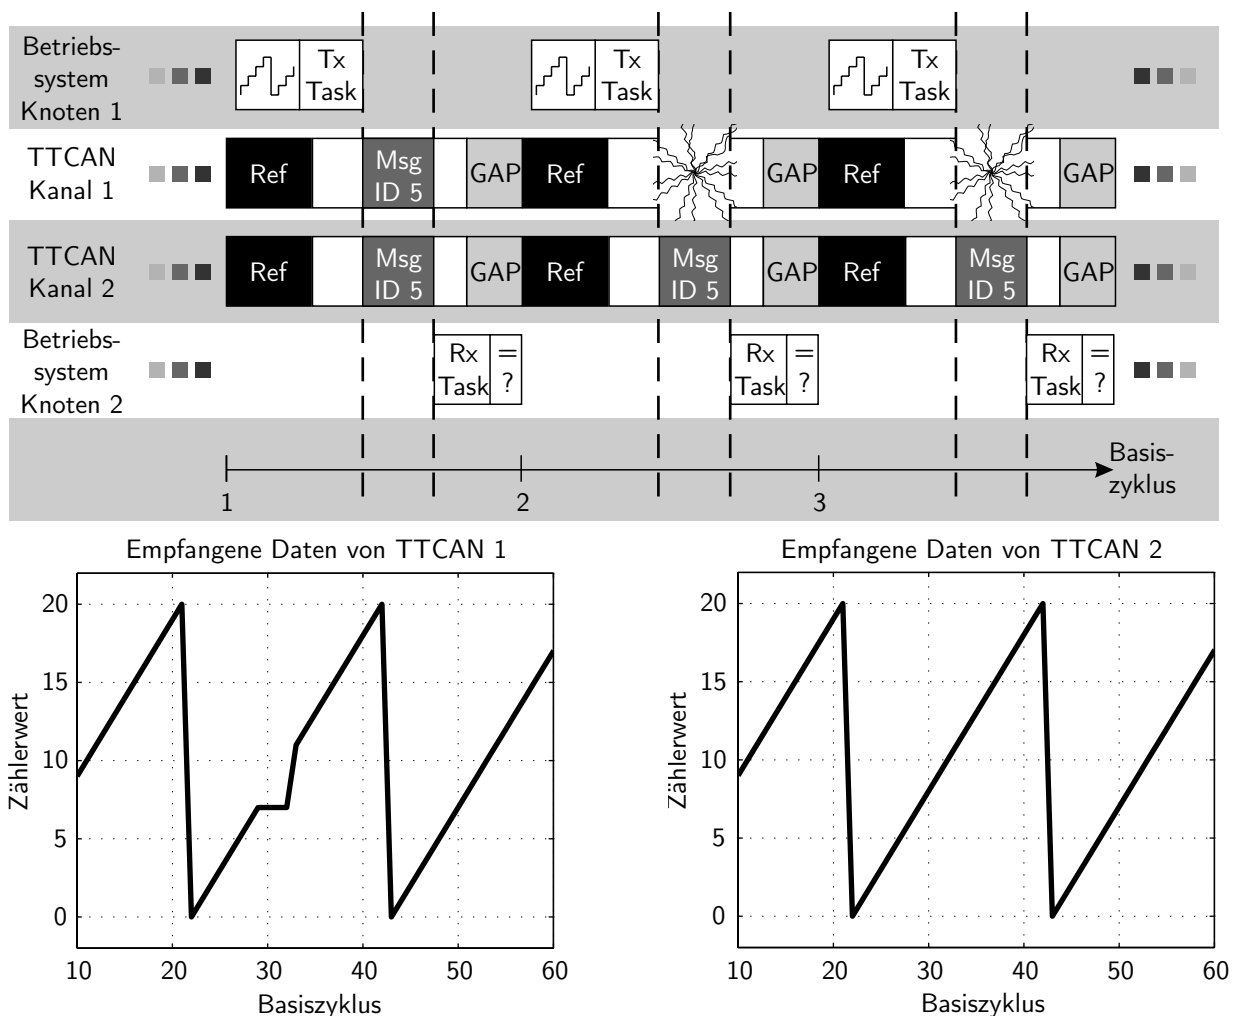 Betriebs-
system
Knoten 1
Tx
Task
Tx
Task
Tx
Task
TTCAN
Kanal 1
Ref
Msg
ID 5
GAP
Ref
GAP
Ref
GAP
TTCAN
Kanal 2
Ref
Msg
ID 5
GAP
Ref
Msg
ID 5
GAP
Ref
Msg
ID 5
GAP
Betriebs-
system
Knoten 2
Rx
Task
=
?
Rx
Task
=
?
Rx
Task
=
?
1
2
3
Basis-
zyklus
Empfangene Daten von TTCAN 1
Zählerwert
20
15
10
5
0
10 20 30 40 50 60
Basiszyklus
Empfangene Daten von TTCAN 2
Zählerwert
20
15
10
5
0
10 20 30 40 50 60
Basiszyklus